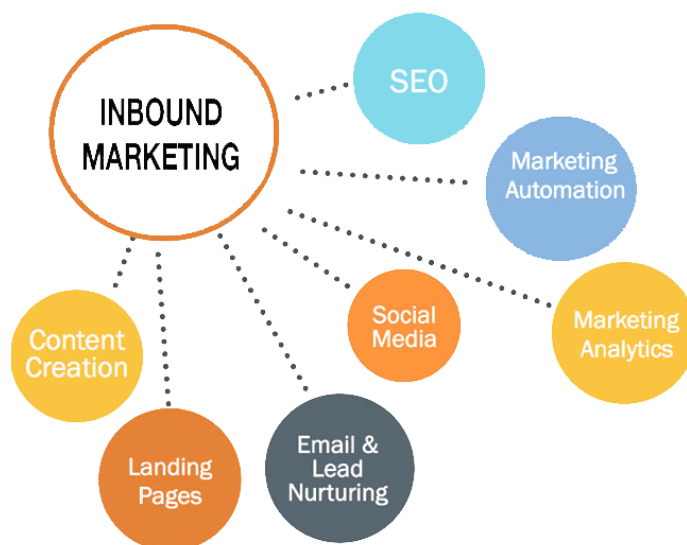 INBOUND
MARKETING
SEO
Marketing
Automation
Social
Media
Marketing
Analytics
Content
Creation
Landing
Pages
Email &
Lead
Nurturing